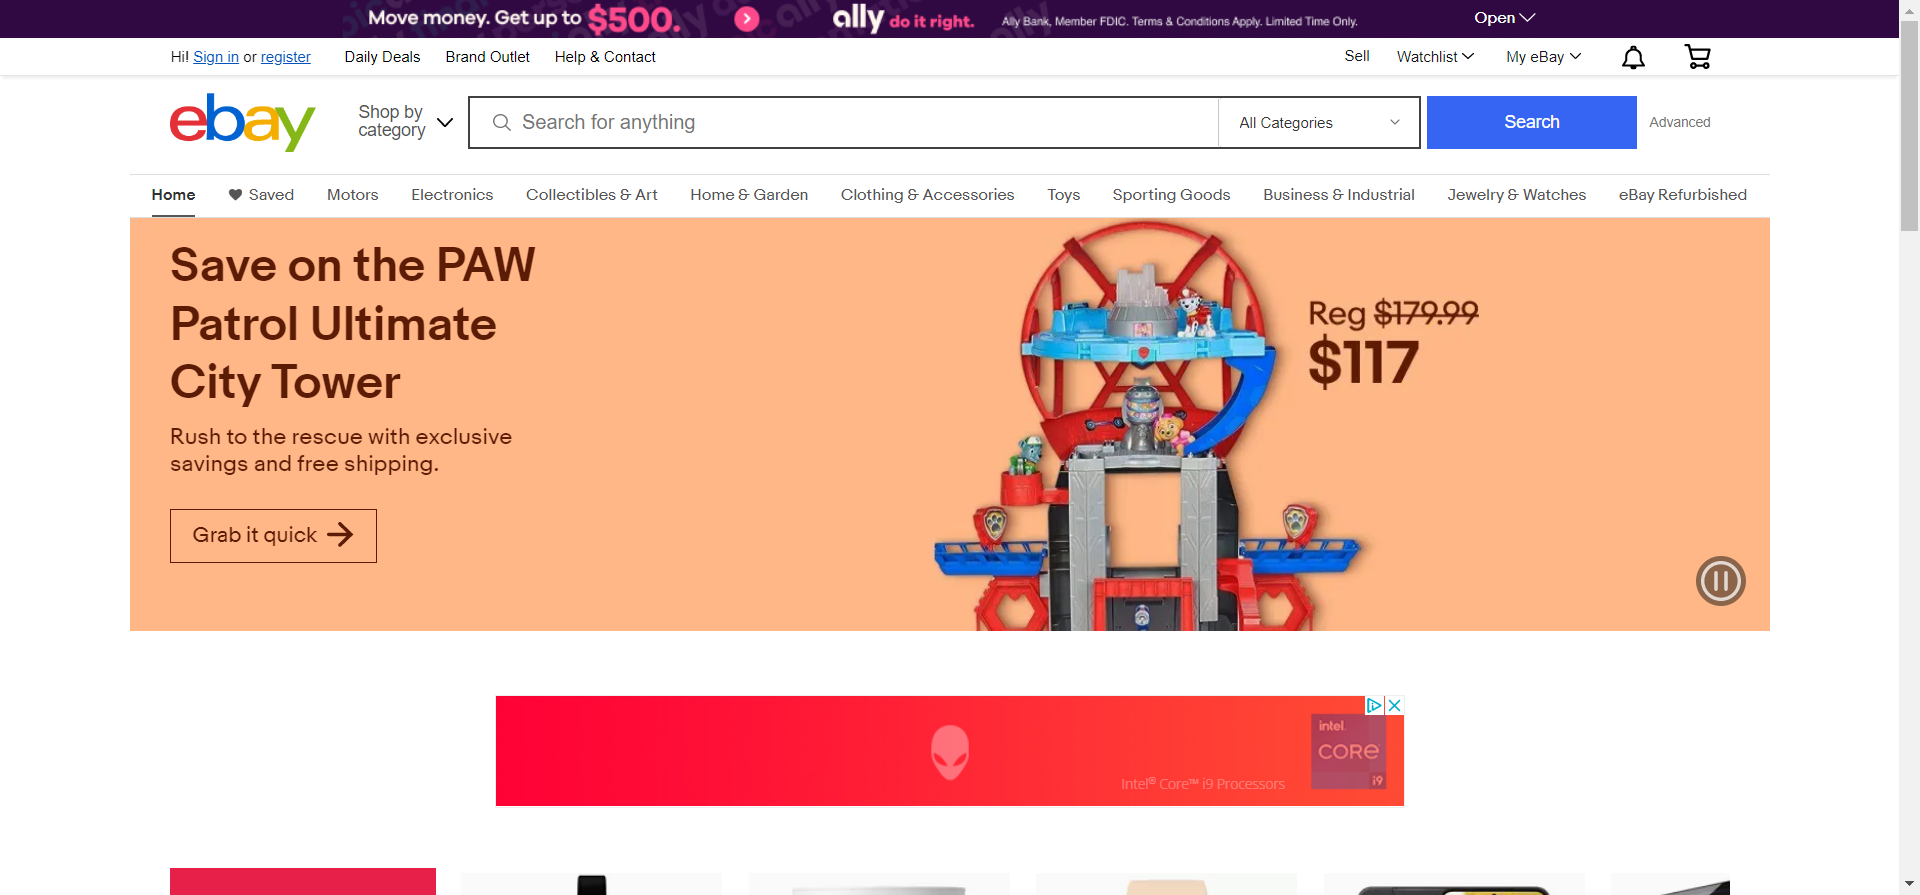 Move money. Get up to $500.
ally do it right.
Ally Bank, Member FDIC. Terms & Conditions Apply. Limited Time Only.
Open
Hi! Sign in or register
Daily Deals
Brand Outlet
Help & Contact
Sell
Watchlist
My eBay
ebay
Shop by
category
Search for anything
All Categories
Search
Advanced
Home
Saved
Motors
Electronics
Collectibles & Art
Home & Garden
Clothing & Accessories
Toys
Sporting Goods
Business & Industrial
Jewelry & Watches
eBay Refurbished
Save on the PAW
Patrol Ultimate
City Tower
Rush to the rescue with exclusive
savings and free shipping.
Grab it quick
Reg $179.99
$117
intel
CORE
i9
Intel® Core™ i9 Processors